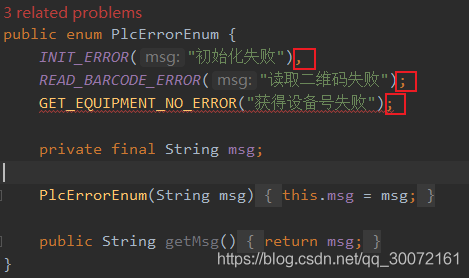 3 related problems
public enum PlcErrorEnum {
INIT_ERROR( msg: "初始化失败"),
READ_BARCODE_ERROR( msg: "读取二维码失败");
GET_EQUIPMENT_NO_ERROR("获得设备号失败");
private final String msg;
PlcErrorEnum(String msg) { this.msg = msg; }
public String getMsg() { return msg; }
}
https://blog.csdn.net/qq_30072161